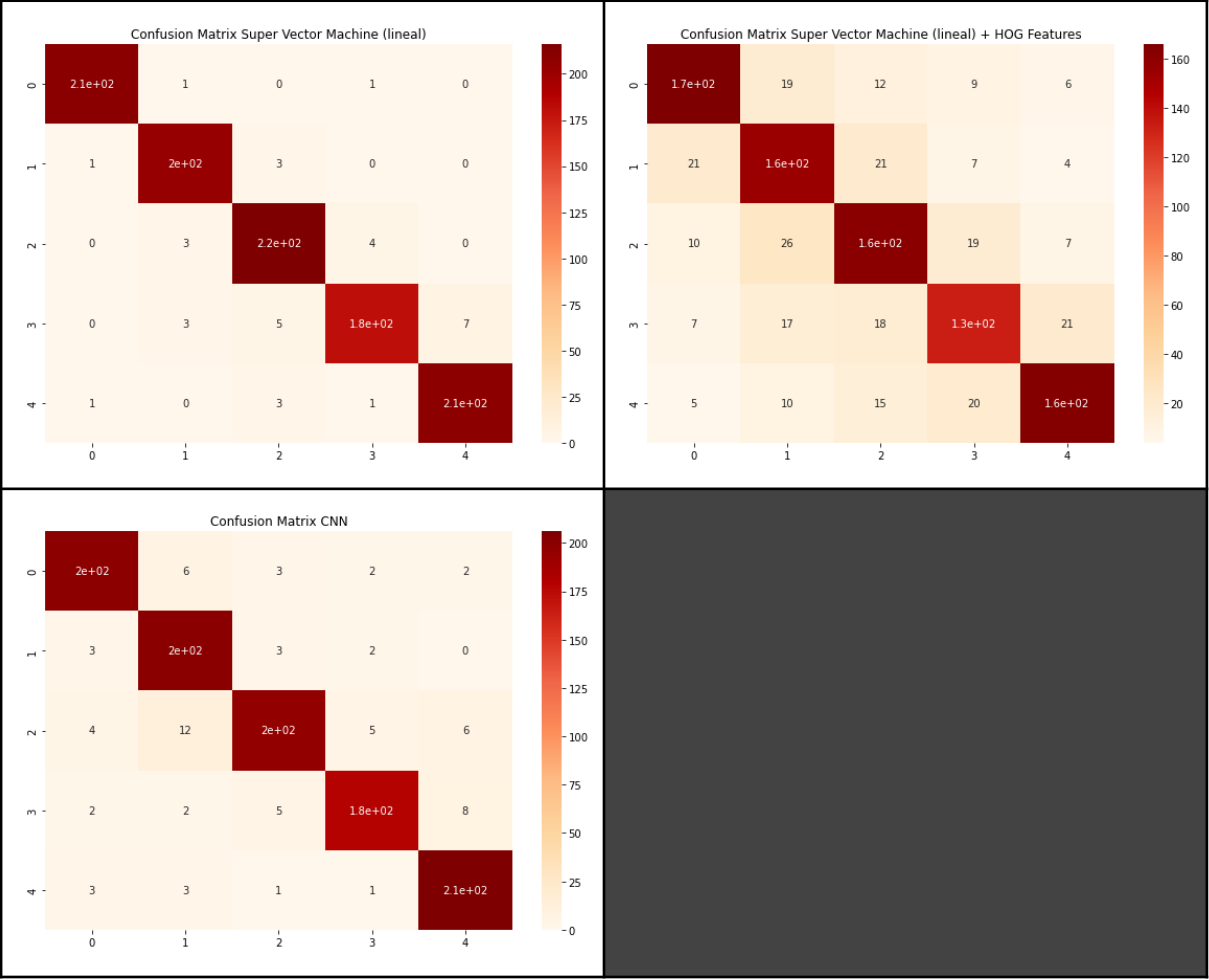 Confusion Matrix Super Vector Machine (lineal)
0 2.1e+02 1 0 1 0
1 1 2e+02 3 0 0
2 0 3 2.2e+02 4 0
3 0 3 5 1.8e+02 7
4 1 0 3 1 2.1e+02
0 1 2 3 4
200
175
150
125
100
75
50
25
0
Confusion Matrix Super Vector Machine (lineal) + HOG Features
0 1.7e+02 19 12 9 6
1 21 1.6e+02 21 7 4
2 10 26 1.6e+02 19 7
3 7 17 18 1.3e+02 21
4 5 10 15 20 1.6e+02
0 1 2 3 4
160
140
120
100
80
60
40
20
Confusion Matrix CNN
0 2e+02 6 3 2 2
1 3 2e+02 3 2 0
2 4 12 2e+02 5 6
3 2 2 5 1.8e+02 8
4 3 3 1 1 2.1e+02
0 1 2 3 4
200
175
150
125
100
75
50
25
0